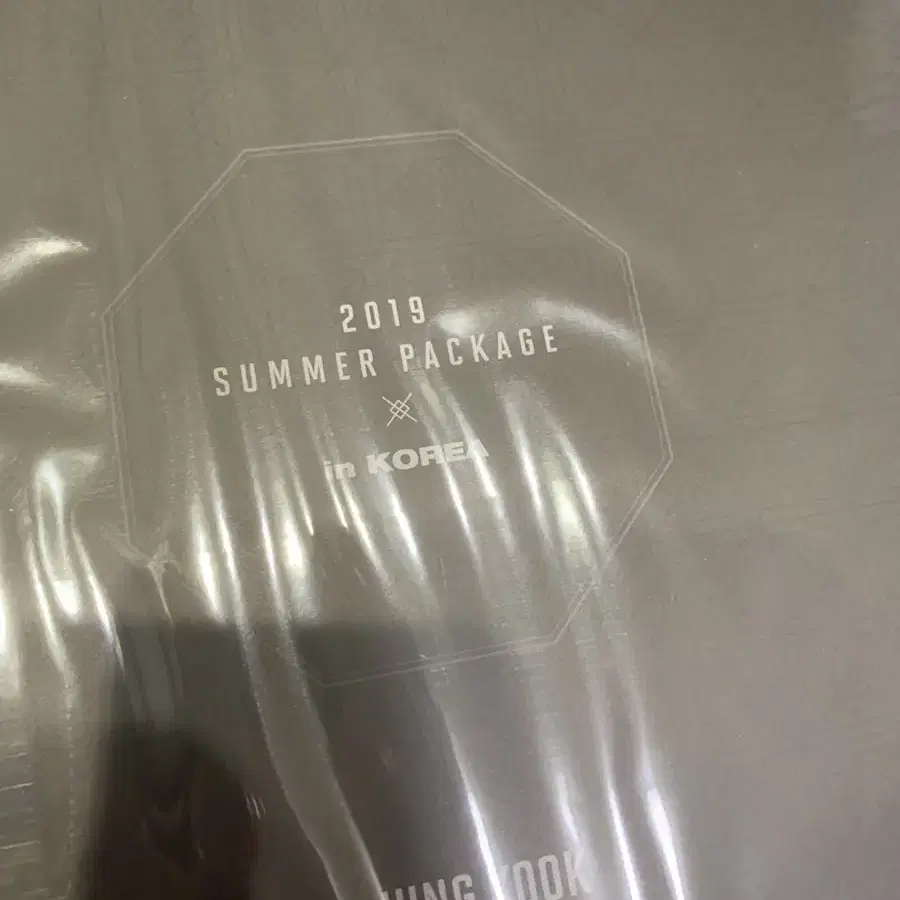 2019
SUMMER PACKAGE
in KOREA